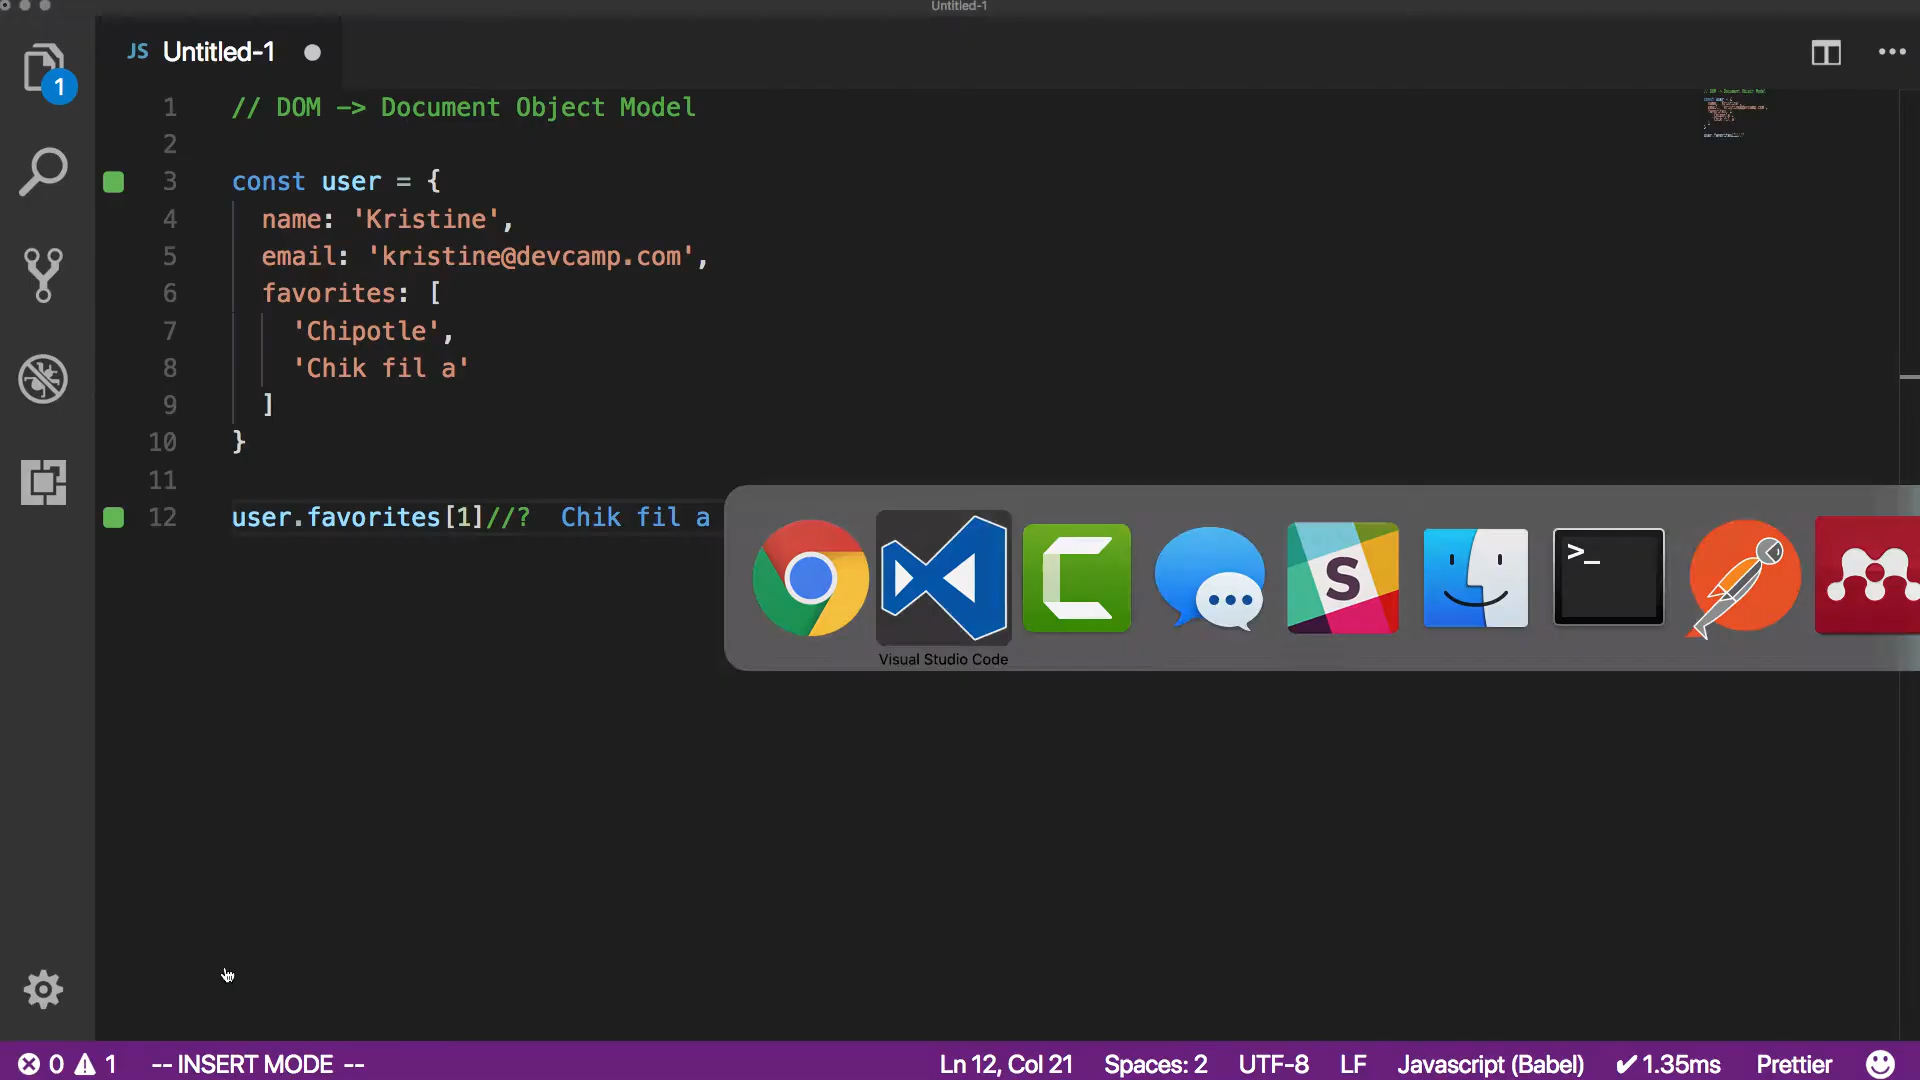 Untitled-1
JS Untitled-1
1
1 // DOM -> Document Object Model
2
3 const user = {
4 name: 'Kristine',
5 email: 'kristine@devcamp.com',
6 favorites: [
7 'Chipotle',
8 'Chik fil a'
9 ]
10 }
11
12 user.favorites[1]//? Chik fil a
S
>_
Visual Studio Code
0 1 -- INSERT MODE -- Ln 12, Col 21 Spaces: 2 UTF-8 LF Javascript (Babel) ✔1.35ms Prettier